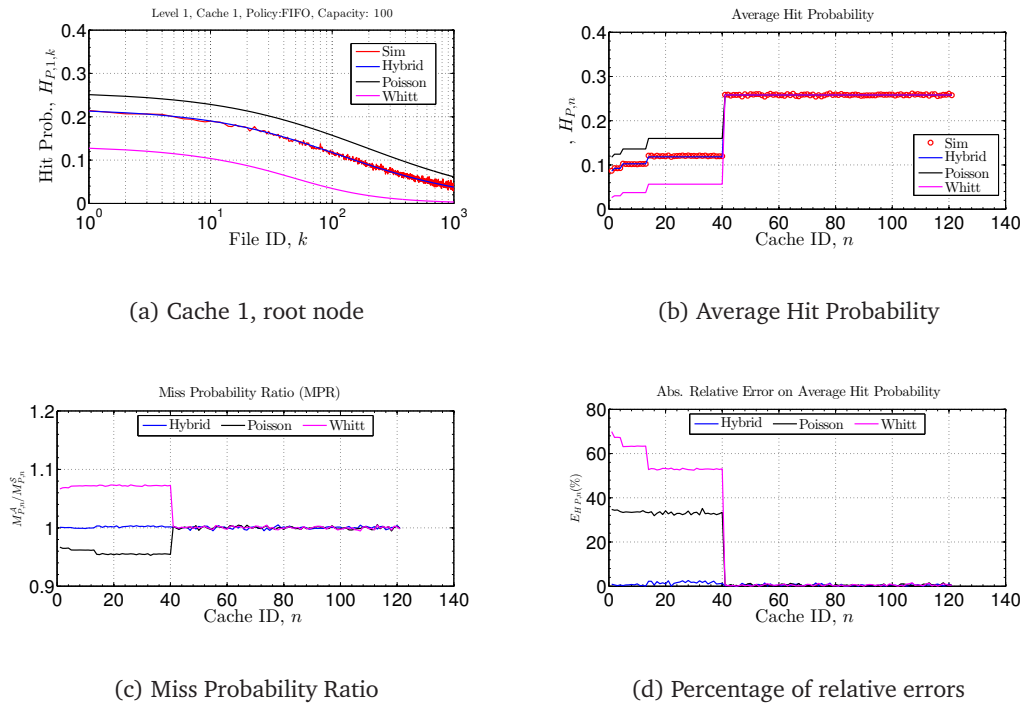 Level 1, Cache 1, Policy:FIFO, Capacity: 100
0.4
0.3
0.2
0.1
0
Hit Prob., H_{P,1,k}
Sim
Hybrid
Poisson
Whitt
10^0
10^1
10^2
10^3
File ID, k
(a) Cache 1, root node
Average Hit Probability
0.4
0.3
0.2
0.1
0
, H_{P,n}
Sim
Hybrid
Poisson
Whitt
0 20 40 60 80 100 120 140
Cache ID, n
(b) Average Hit Probability
Miss Probability Ratio (MPR)
1.2
1.1
1
0.9
M^A_{P,n}/M^S_{P,n}
Hybrid Poisson Whitt
0 20 40 60 80 100 120 140
Cache ID, n
(c) Miss Probability Ratio
Abs. Relative Error on Average Hit Probability
80
60
40
20
0
E_{HP,n}(%)
Hybrid Poisson Whitt
0 20 40 60 80 100 120 140
Cache ID, n
(d) Percentage of relative errors